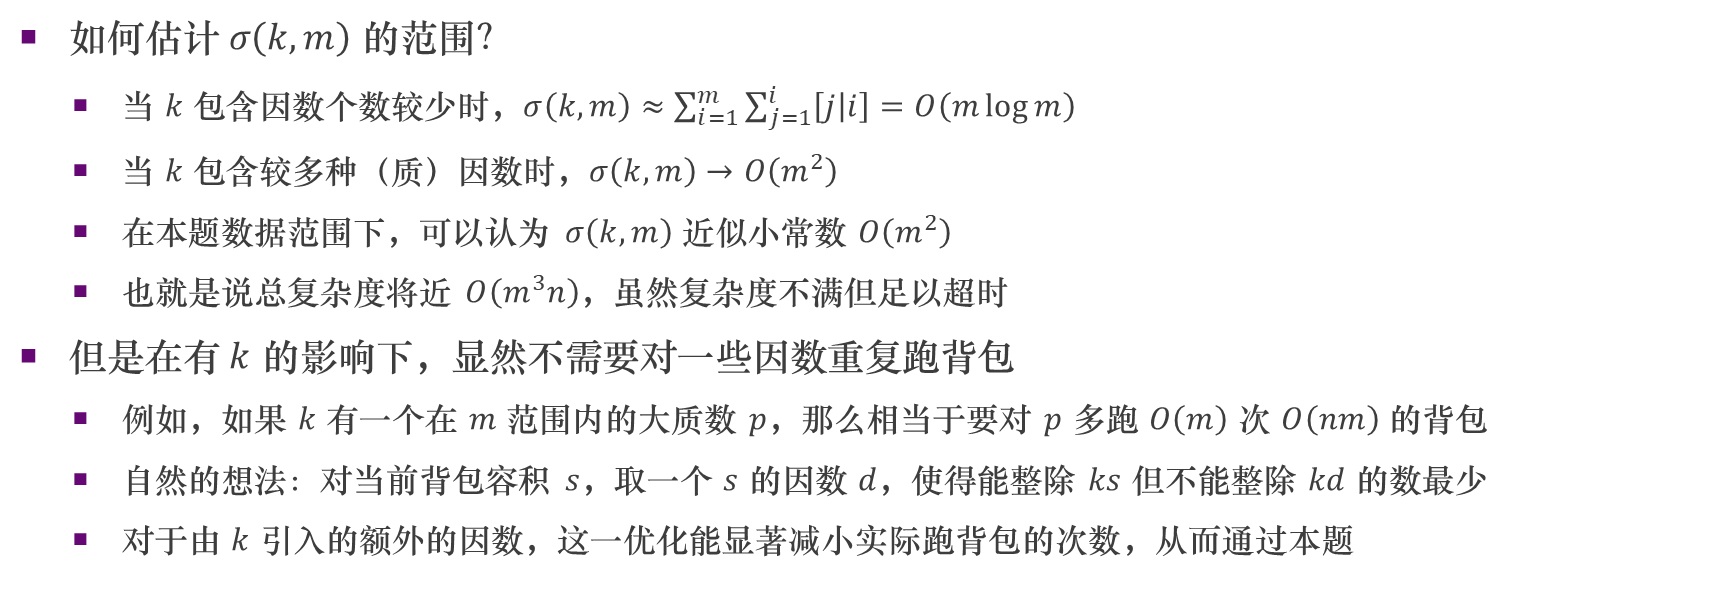 ▪ 如何估计 σ(k, m) 的范围？
▪ 当 k 包含因数个数较少时，σ(k, m) ≈ ∑_{i=1}^{m} ∑_{j=1}^{i} [j|i] = O(m log m)
▪ 当 k 包含较多种（质）因数时，σ(k, m) → O(m²)
▪ 在本题数据范围下，可以认为 σ(k, m) 近似小常数 O(m²)
▪ 也就是说总复杂度将近 O(m³n)，虽然复杂度不满但足以超时
▪ 但是在有 k 的影响下，显然不需要对一些因数重复跑背包
▪ 例如，如果 k 有一个在 m 范围内的大质数 p，那么相当于要对 p 多跑 O(m) 次 O(nm) 的背包
▪ 自然的想法：对当前背包容积 s，取一个 s 的因数 d，使得能整除 ks 但不能整除 kd 的数最少
▪ 对于由 k 引入的额外的因数，这一优化能显著减小实际跑背包的次数，从而通过本题